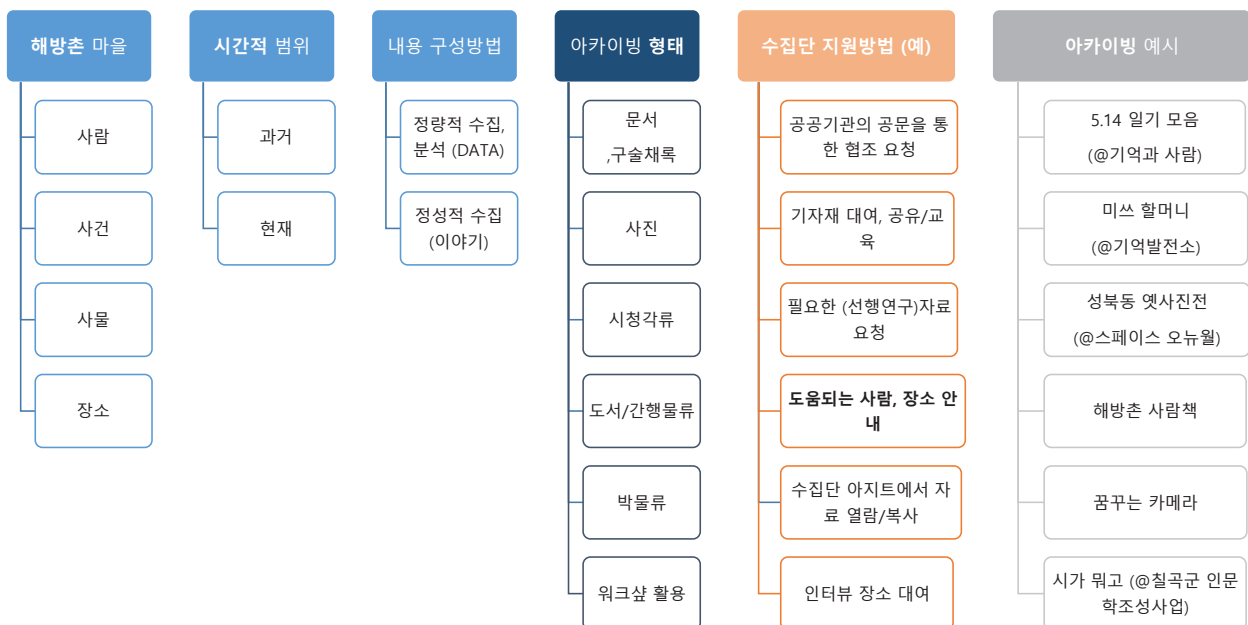 해방촌 마을
사람
사건
사물
장소
시간적 범위
과거
현재
내용 구성방법
정량적 수집,
분석 (DATA)
정성적 수집
(이야기)
아카이빙 형태
문서
,구술채록
사진
시청각류
도서/간행물류
박물류
워크샾 활용
수집단 지원방법 (예)
공공기관의 공문을 통
한 협조 요청
기자재 대여, 공유/교
육
필요한 (선행연구)자료
요청
도움되는 사람, 장소 안
내
수집단 아지트에서 자
료 열람/복사
인터뷰 장소 대여
아카이빙 예시
5.14 일기 모음
(@기억과 사람)
미쓰 할머니
(@기억발전소)
성북동 옛사진전
(@스페이스 오뉴월)
해방촌 사람책
꿈꾸는 카메라
시가 뭐고 (@칠곡군 인문
학조성사업)